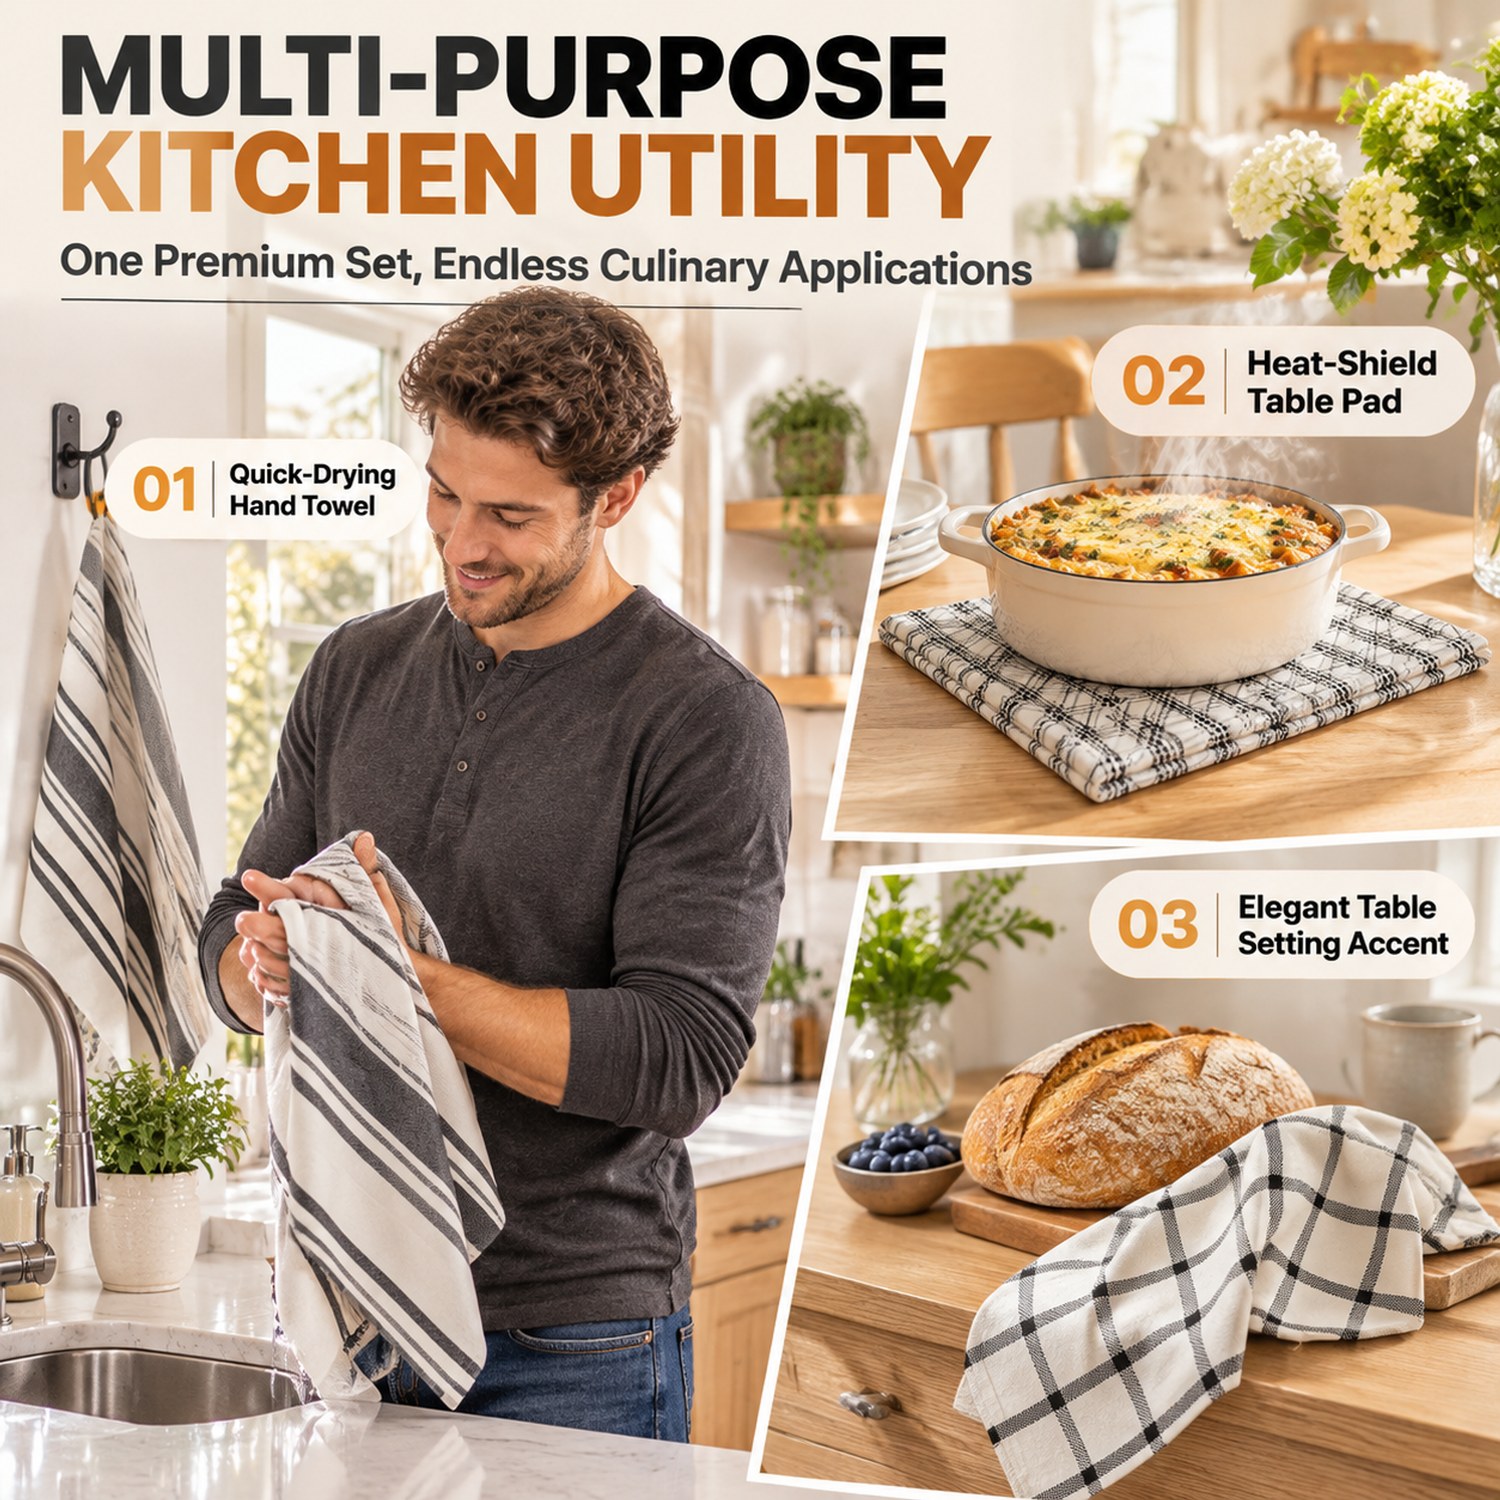 MULTI-PURPOSE
KITCHEN UTILITY
One Premium Set, Endless Culinary Applications
01
Quick-Drying
Hand Towel
02
Heat-Shield
Table Pad
03
Elegant Table
Setting Accent